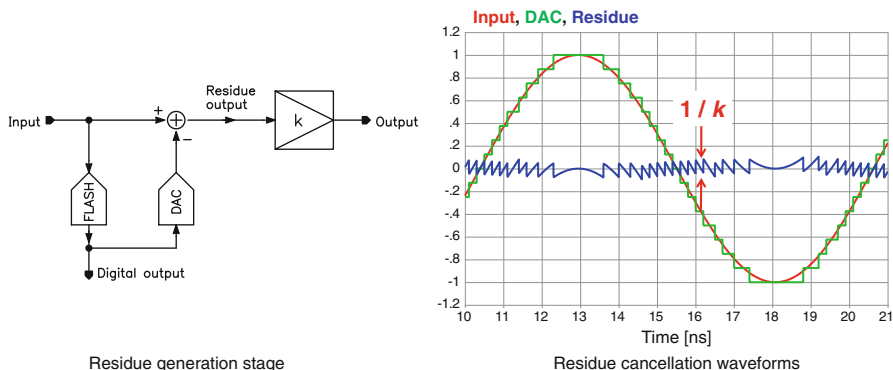 Input, DAC, Residue
Residue
output
Input
+
−
k
Output
FLASH
DAC
Digital output
Residue generation stage
1.2
1
.8
.6
.4
.2
0
-.2
-.4
-.6
-.8
-1
-1.2
1 / k
10 11 12 13 14 15 16 17 18 19 20 21
Time [ns]
Residue cancellation waveforms